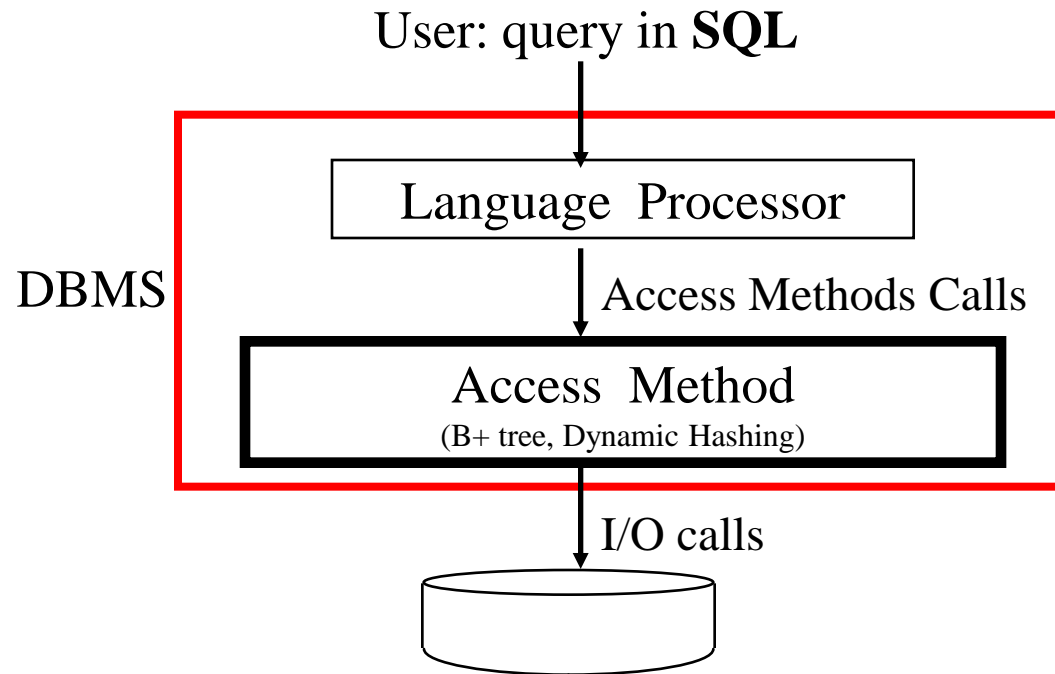 User: query in SQL
Language Processor
DBMS
Access Methods Calls
Access Method
(B+ tree, Dynamic Hashing)
I/O calls